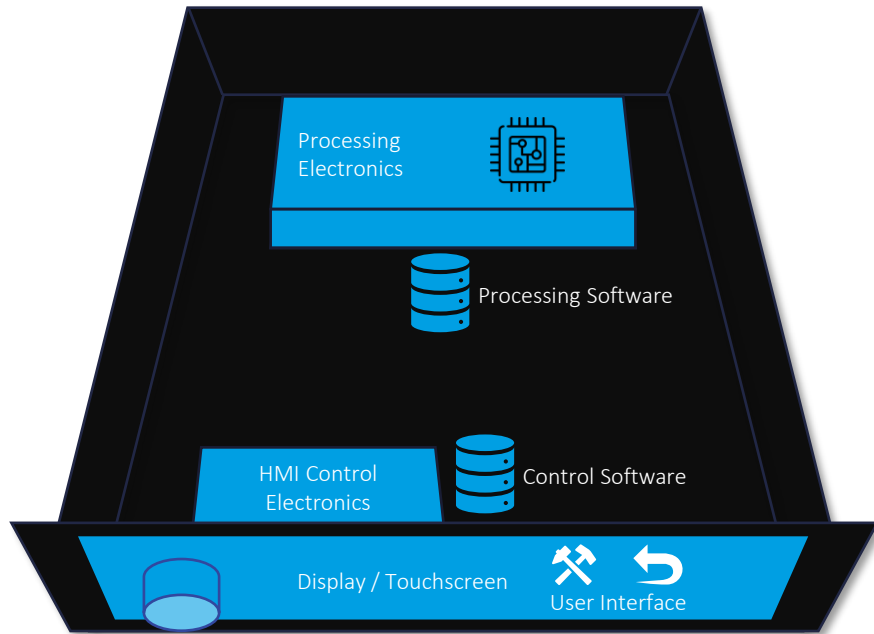 Processing
Electronics
Processing Software
HMI Control
Electronics
Control Software
Display / Touchscreen
User Interface